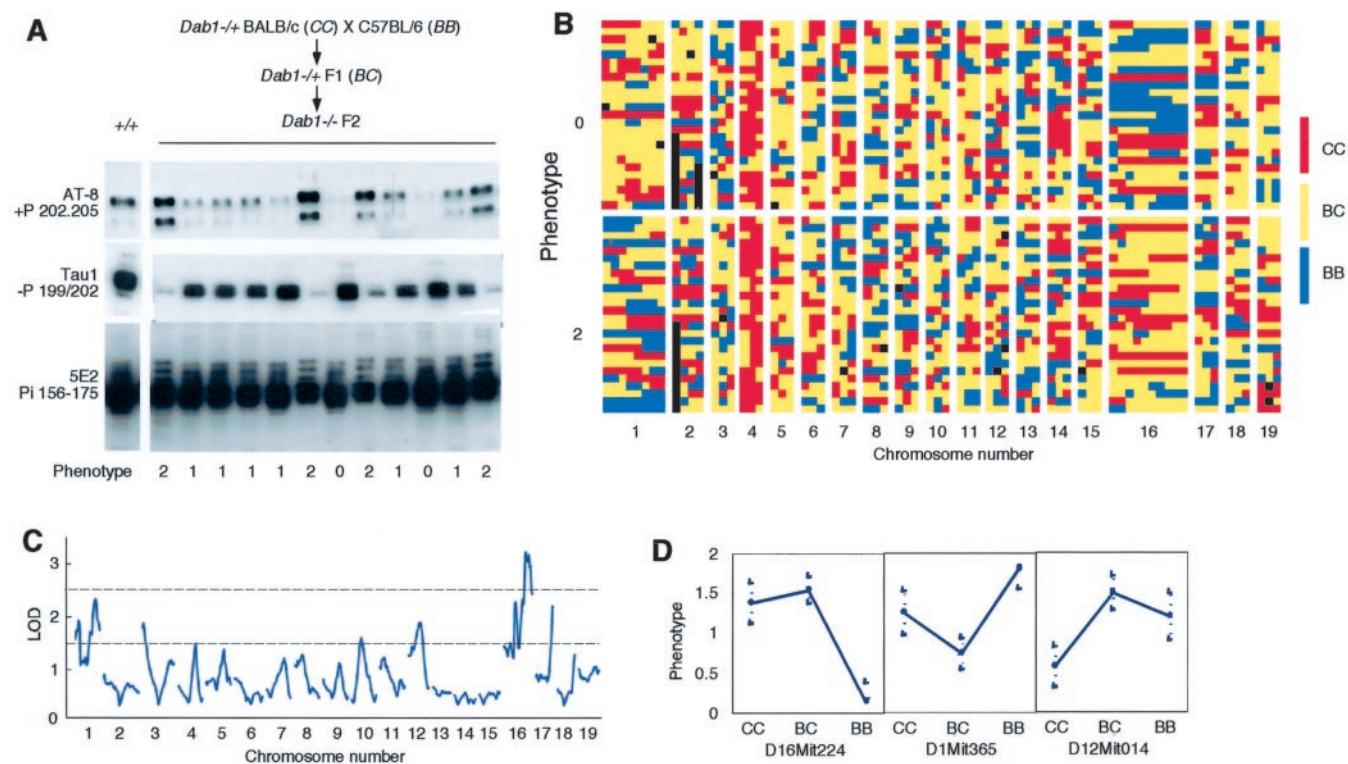 A
Dab1-/+ BALB/c (CC) X C57BL/6 (BB)
Dab1-/+ F1 (BC)
Dab1-/- F2
+/+
AT-8
+P 202.205
Tau1
-P 199/202
5E2
Pi 156-175
Phenotype 2 1 1 1 1 2 0 2 1 0 1 2
B
Phenotype
0
2
1 2 3 4 5 6 7 8 9 10 11 12 13 14 15 16 17 18 19
Chromosome number
CC
BC
BB
C
LOD
3
2
1
0
1 2 3 4 5 6 7 8 9 10 11 12 13 14 15 16 17 18 19
Chromosome number
D
Phenotype
2
1.5
1
0.5
0
CC BC BB CC BC BB CC BC BB
D16Mit224 D1Mit365 D12Mit014